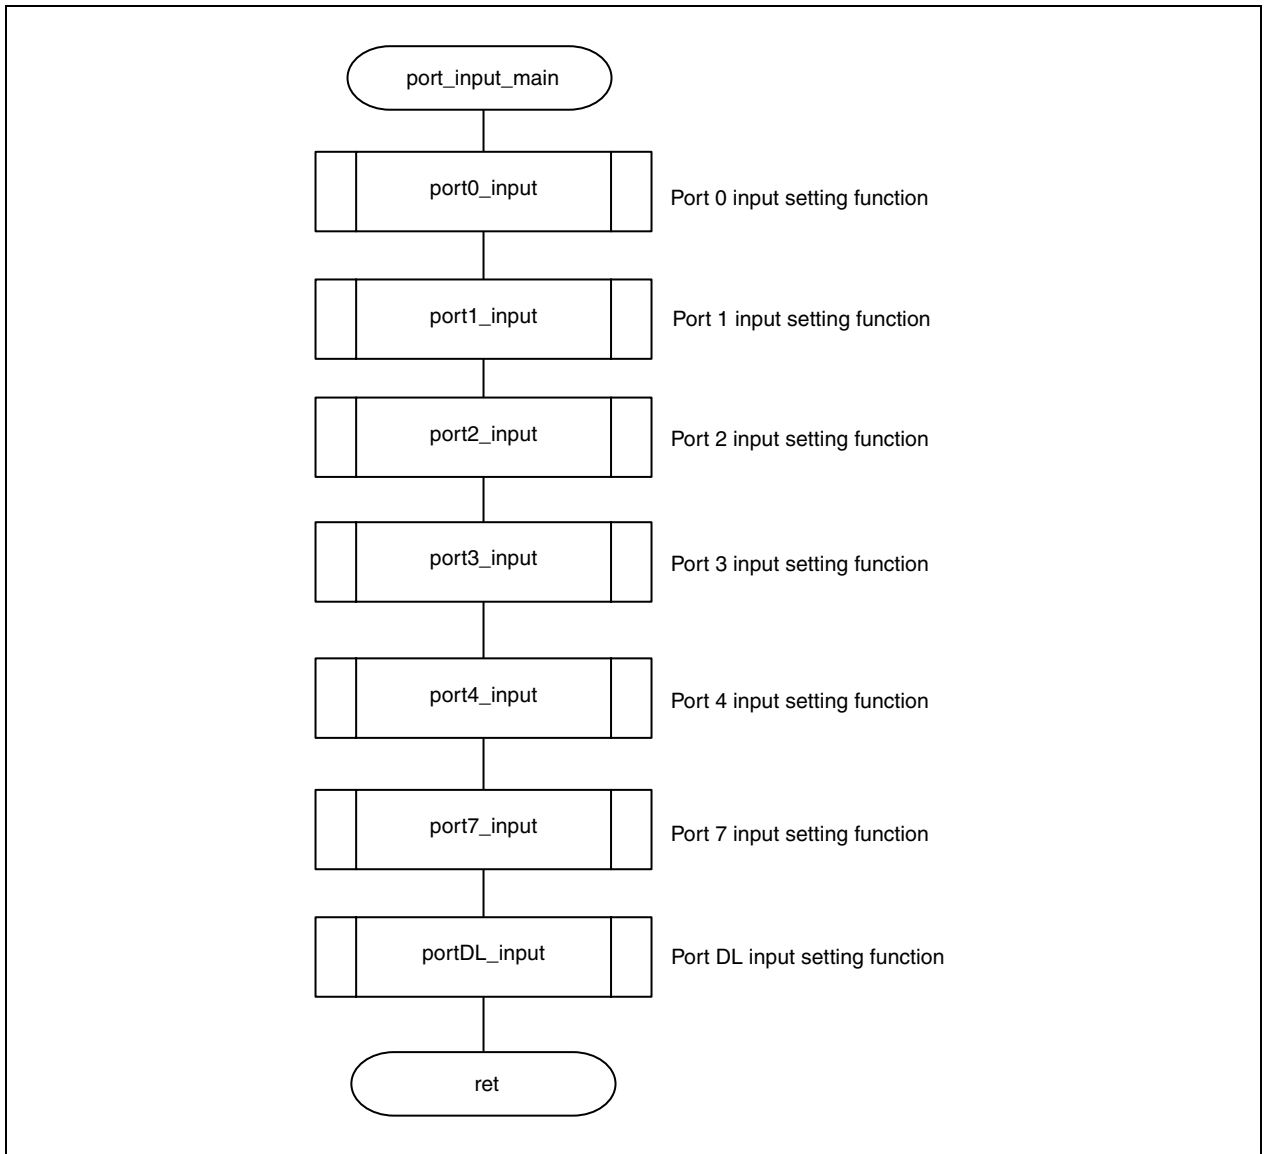 port_input_main
port0_input
Port 0 input setting function
port1_input
Port 1 input setting function
port2_input
Port 2 input setting function
port3_input
Port 3 input setting function
port4_input
Port 4 input setting function
port7_input
Port 7 input setting function
portDL_input
Port DL input setting function
ret